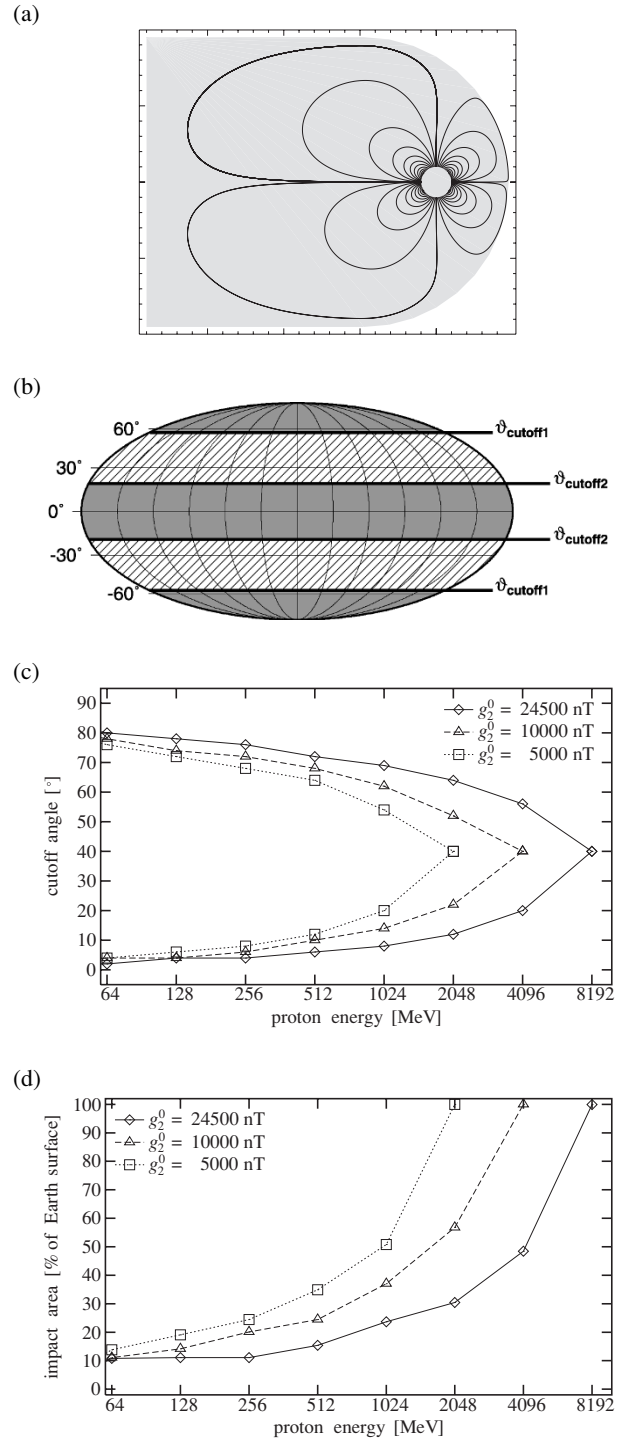 (a)
(b)
60°
30°
0°
-30°
-60°
ϑcutoff1
ϑcutoff2
ϑcutoff2
ϑcutoff1
(c)
90
80
70
60
50
40
30
20
10
0
cutoff angle [°]
g₂⁰ = 24500 nT
g₂⁰ = 10000 nT
g₂⁰ = 5000 nT
64 128 256 512 1024 2048 4096 8192
proton energy [MeV]
(d)
100
90
80
70
60
50
40
30
20
10
0
impact area [% of Earth surface]
g₂⁰ = 24500 nT
g₂⁰ = 10000 nT
g₂⁰ = 5000 nT
64 128 256 512 1024 2048 4096 8192
proton energy [MeV]